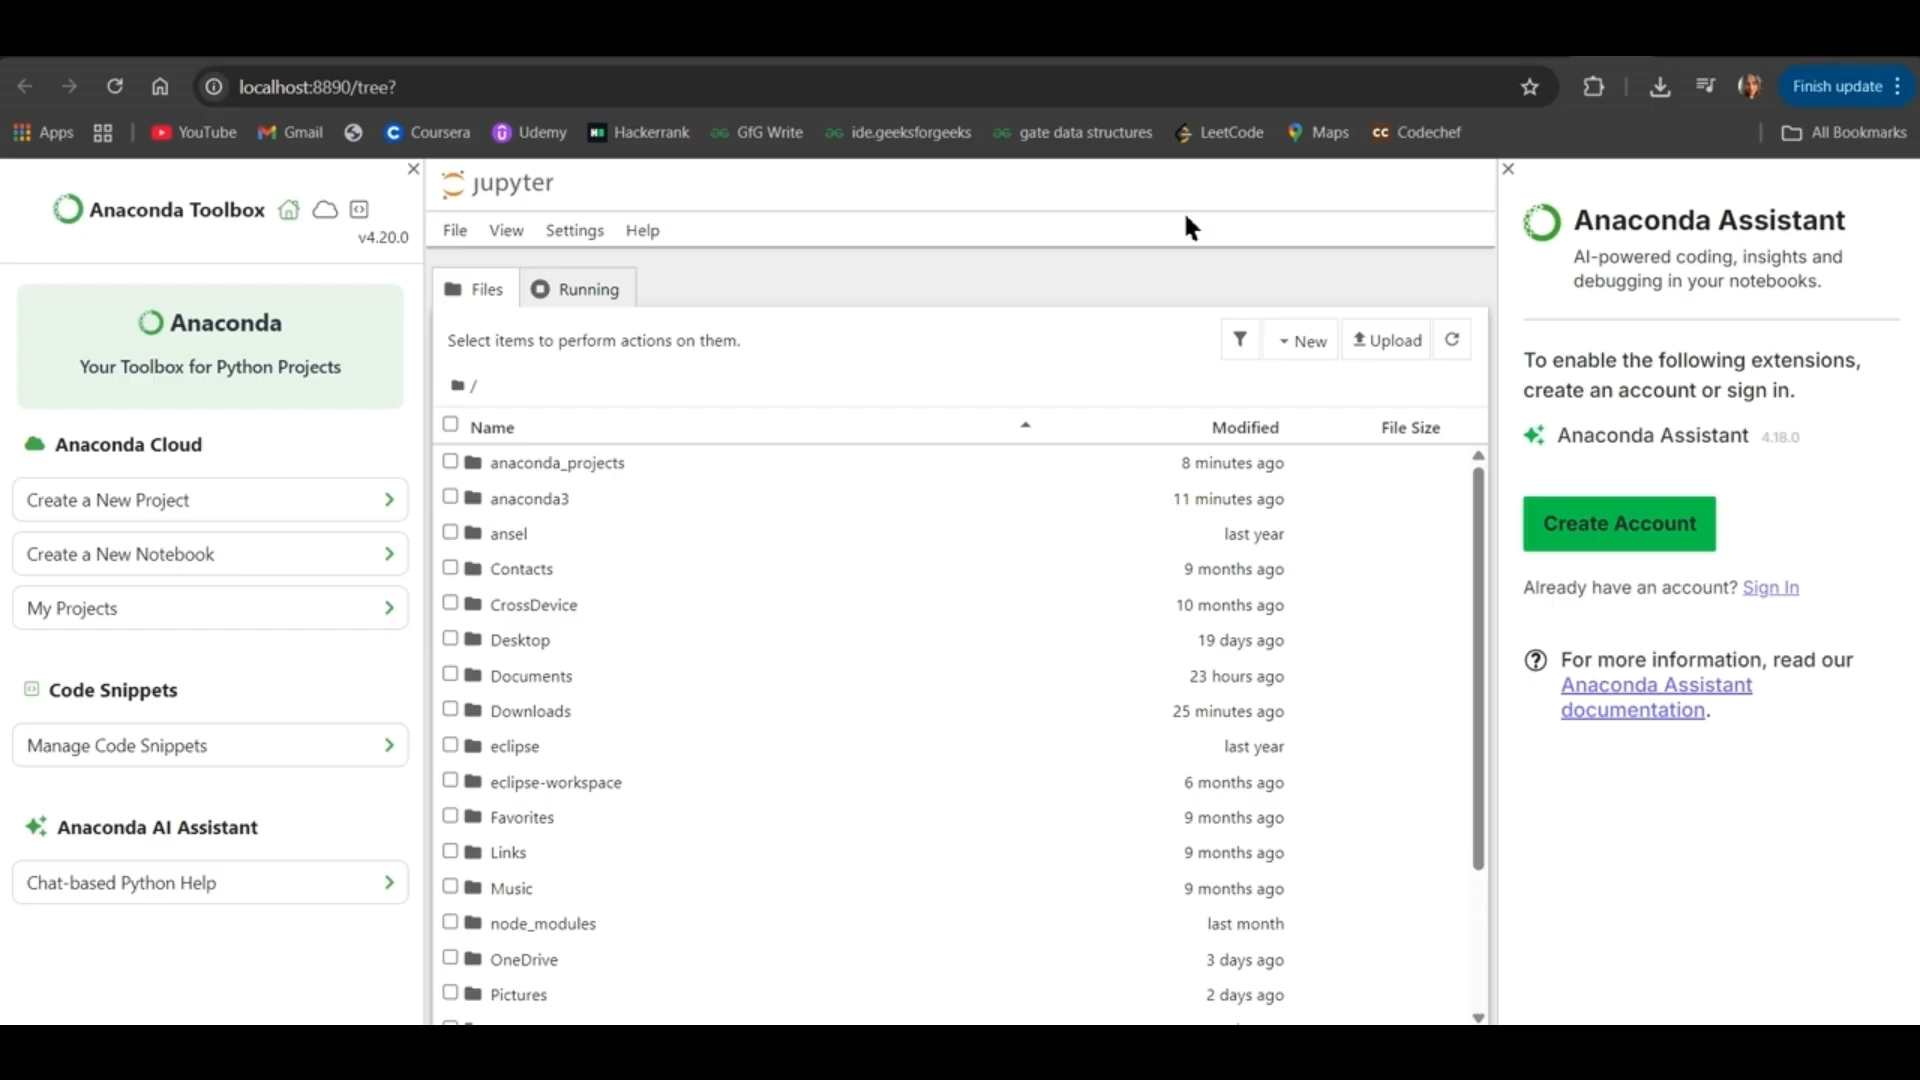 localhost:8890/tree?
Finish update
Apps
YouTube
Gmail
Coursera
Udemy
Hackerrank
GfG Write
ide.geeksforgeeks
gate data structures
LeetCode
Maps
CC Codechef
All Bookmarks
Anaconda Toolbox
v4.20.0
Anaconda
Your Toolbox for Python Projects
Anaconda Cloud
Create a New Project
Create a New Notebook
My Projects
Code Snippets
Manage Code Snippets
Anaconda AI Assistant
Chat-based Python Help
jupyter
File View Settings Help
Files Running
Select items to perform actions on them.
New Upload
/
Name Modified File Size
anaconda_projects 8 minutes ago
anaconda3 11 minutes ago
ansel last year
Contacts 9 months ago
CrossDevice 10 months ago
Desktop 19 days ago
Documents 23 hours ago
Downloads 25 minutes ago
eclipse last year
eclipse-workspace 6 months ago
Favorites 9 months ago
Links 9 months ago
Music 9 months ago
node_modules last month
OneDrive 3 days ago
Pictures 2 days ago
Anaconda Assistant
AI-powered coding, insights and
debugging in your notebooks.
To enable the following extensions,
create an account or sign in.
Anaconda Assistant 4.18.0
Create Account
Already have an account? Sign In
For more information, read our
Anaconda Assistant
documentation.